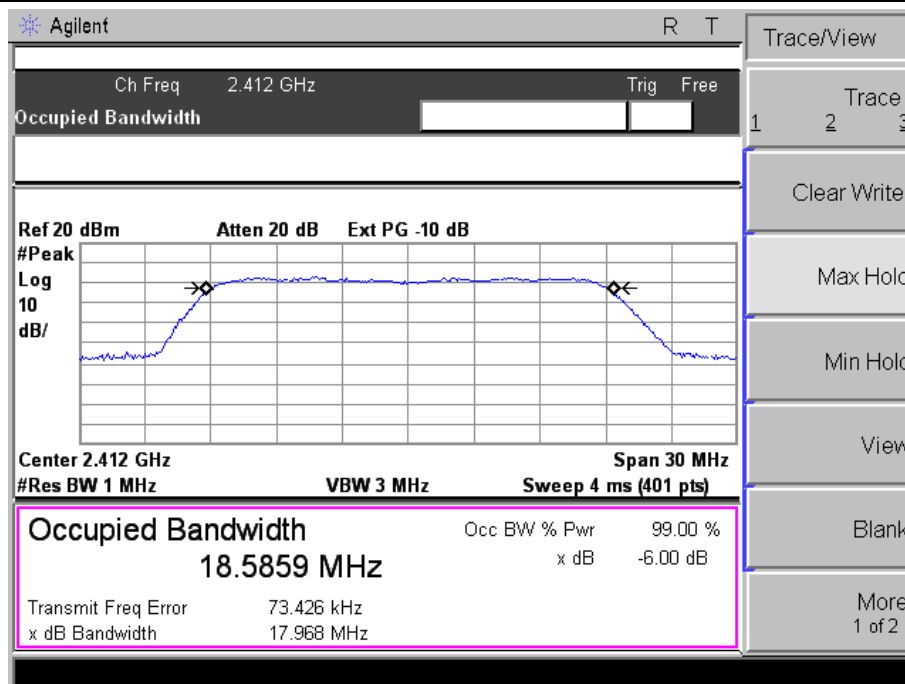 Agilent R T
Trace/View
Ch Freq 2.412 GHz Trig Free
Occupied Bandwidth
Trace
1 2 3
Clear Write
Max Hold
Min Hold
View
Blank
More
1 of 2
Ref 20 dBm Atten 20 dB Ext PG -10 dB
#Peak
Log
10
dB/
Center 2.412 GHz Span 30 MHz
#Res BW 1 MHz VBW 3 MHz Sweep 4 ms (401 pts)
Occupied Bandwidth Occ BW % Pwr 99.00 %
18.5859 MHz x dB -6.00 dB
Transmit Freq Error 73.426 kHz
x dB Bandwidth 17.968 MHz